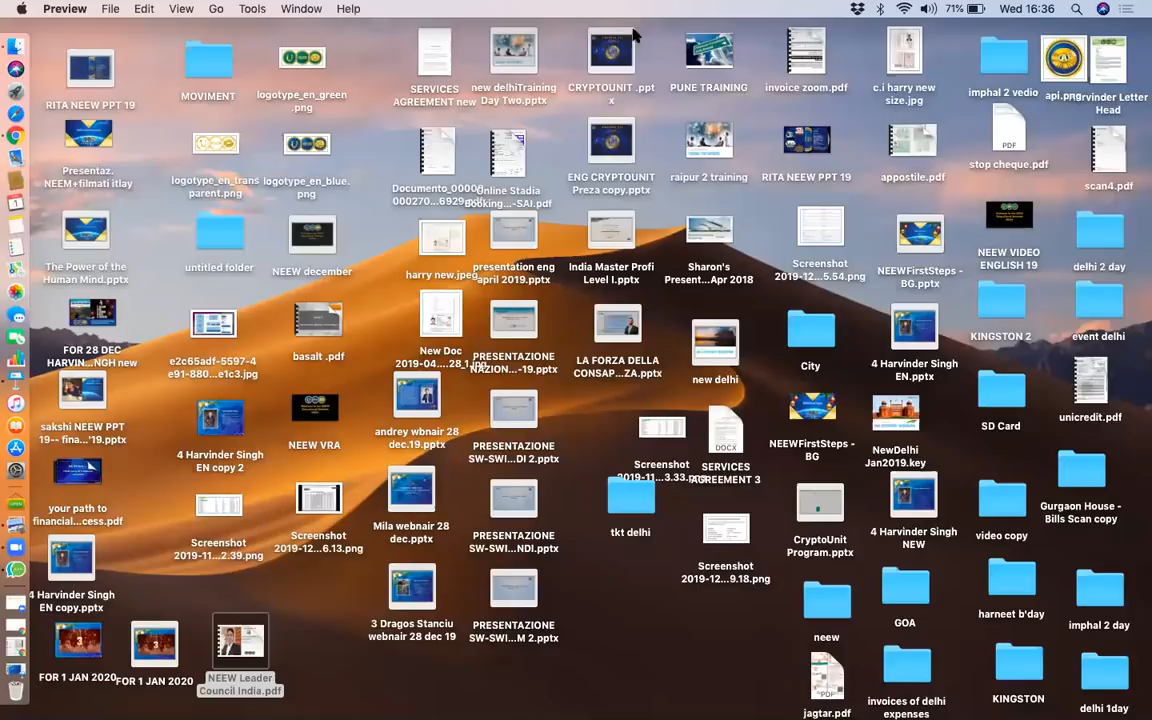 Preview File Edit View Go Tools Window Help
71% Wed 16:36
RITA NEEW PPT 19
MOVIMENT
logotype_en_green
.png
SERVICES
AGREEMENT new
new delhiTraining
Day Two.pptx
CRYPTOUNIT .ppt
x
PUNE TRAINING
invoice zoom.pdf
c.i harry new
size.jpg
imphal 2 vedio
api.png
Harvinder Letter
Head
Presentaz.
NEEM+filmati itlay
logotype_en_trans
parent.png
logotype_en_blue.
png
Documento_00009
000270...6929.pdf
Online Stadia
Booking...-SAI.pdf
ENG CRYPTOUNIT
Preza copy.pptx
raipur 2 training
RITA NEEW PPT 19
appostile.pdf
PDF
stop cheque.pdf
scan4.pdf
The Power of the
Human Mind.pptx
untitled folder
NEEW december
harry new.jpeg
presentation eng
april 2019.pptx
India Master Profi
Level I.pptx
Sharon's
Present...Apr 2018
Screenshot
2019-12...5.54.png
NEEWFirstSteps -
BG.pptx
NEEW VIDEO
ENGLISH 19
delhi 2 day
FOR 28 DEC
HARVIN...NGH new
e2c65adf-5597-4
e91-880...e1c3.jpg
basalt .pdf
New Doc
2019-04...28_1.jpg
PRESENTAZIONE
NAZION...-19.pptx
LA FORZA DELLA
CONSAP...ZA.pptx
new delhi
City
4 Harvinder Singh
EN.pptx
KINGSTON 2
event delhi
sakshi NEEW PPT
19-- fina...'19.pptx
4 Harvinder Singh
EN copy 2
NEEW VRA
andrey wbnair 28
dec.19.pptx
PRESENTAZIONE
SW-SWI...DI 2.pptx
Screenshot
2019-11...3.33.png
DOCX
SERVICES
AGREEMENT 3
NEEWFirstSteps -
BG
NewDelhi
Jan2019.key
SD Card
unicredit.pdf
your path to
financial...cess.pdf
Screenshot
2019-11...2.39.png
Screenshot
2019-12...6.13.png
Mila webnair 28
dec.pptx
PRESENTAZIONE
SW-SWI...NDI.pptx
tkt delhi
Screenshot
2019-12...9.18.png
CryptoUnit
Program.pptx
4 Harvinder Singh
NEW
video copy
Gurgaon House -
Bills Scan copy
4 Harvinder Singh
EN copy.pptx
3 Dragos Stanciu
webnair 28 dec 19
PRESENTAZIONE
SW-SWI...M 2.pptx
neew
GOA
harneet b'day
imphal 2 day
FOR 1 JAN 2020
FOR 1 JAN 2020
NEEW Leader
Council India.pdf
PDF
jagtar.pdf
invoices of delhi
expenses
KINGSTON
delhi 1day